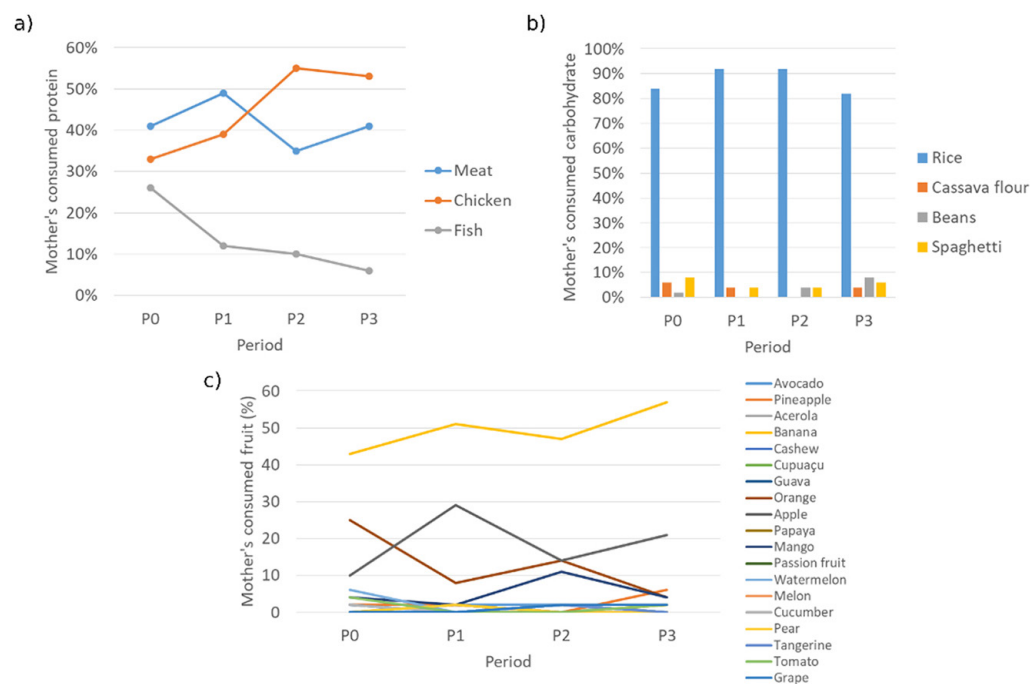 a)
Mother's consumed protein
60%
50%
40%
30%
20%
10%
0%
P0 P1 P2 P3
Period
Meat
Chicken
Fish
b)
Mother's consumed carbohydrate
100%
90%
80%
70%
60%
50%
40%
30%
20%
10%
0%
P0 P1 P2 P3
Period
Rice
Cassava flour
Beans
Spaghetti
c)
Mother's consumed fruit (%)
60
50
40
30
20
10
0
P0 P1 P2 P3
Period
Avocado
Pineapple
Acerola
Banana
Cashew
Cupuaçu
Guava
Orange
Apple
Papaya
Mango
Passion fruit
Watermelon
Melon
Cucumber
Pear
Tangerine
Tomato
Grape